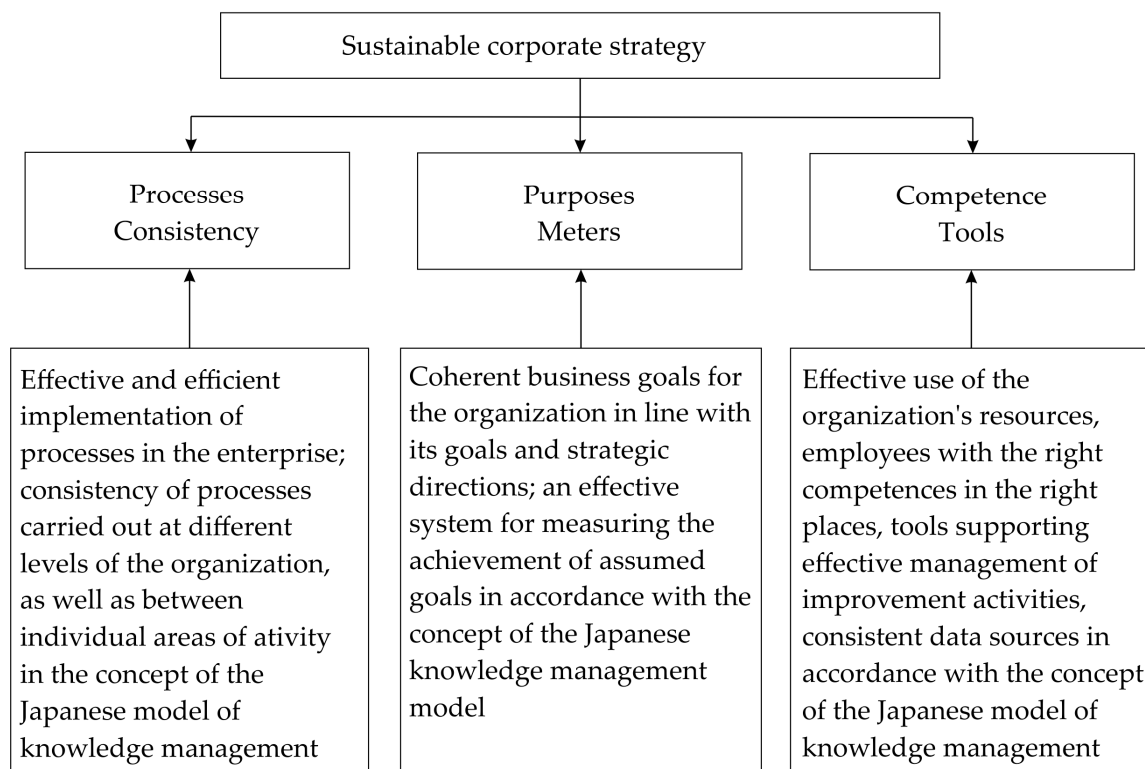 Sustainable corporate strategy
Processes
Consistency
Purposes
Meters
Competence
Tools
Effective and efficient
implementation of
processes in the enterprise;
consistency of processes
carried out at different
levels of the organization,
as well as between
individual areas of ativity
in the concept of the
Japanese model of
knowledge management
Coherent business goals for
the organization in line with
its goals and strategic
directions; an effective
system for measuring the
achievement of assumed
goals in accordance with the
concept of the Japanese
knowledge management
model
Effective use of the
organization's resources,
employees with the right
competences in the right
places, tools supporting
effective management of
improvement activities,
consistent data sources in
accordance with the concept
of the Japanese model of
knowledge management